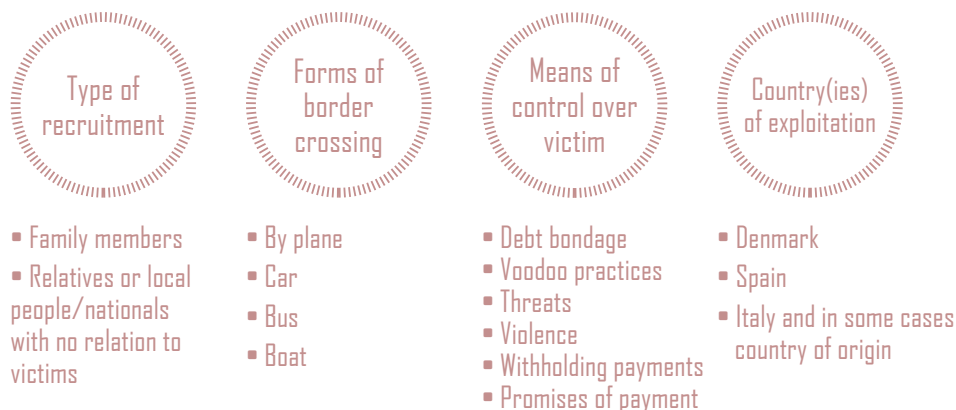 Type of
recruitment
▪ Family members
▪ Relatives or local
people/nationals
with no relation to
victims
Forms of
border
crossing
▪ By plane
▪ Car
▪ Bus
▪ Boat
Means of
control over
victim
▪ Debt bondage
▪ Voodoo practices
▪ Threats
▪ Violence
▪ Withholding payments
▪ Promises of payment
Country(ies)
of exploitation
▪ Denmark
▪ Spain
▪ Italy and in some cases
country of origin